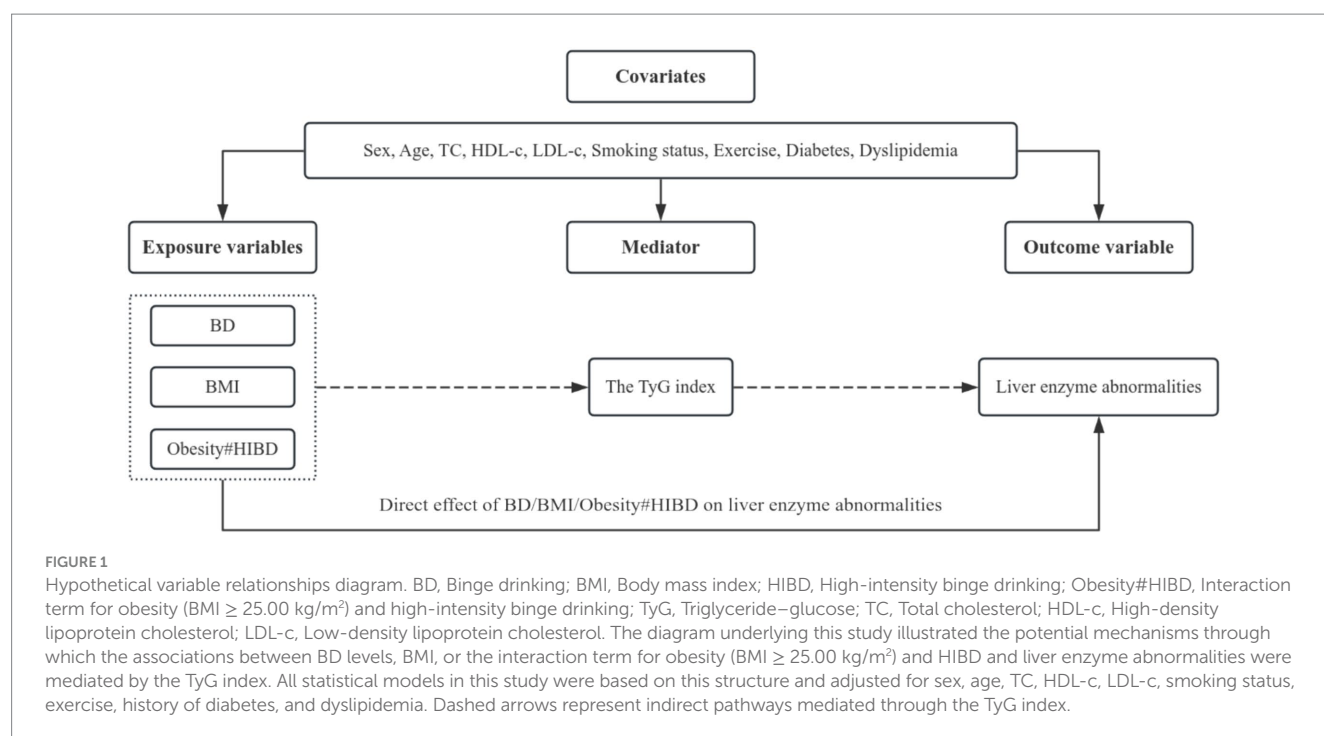 Covariates
Sex, Age, TC, HDL-c, LDL-c, Smoking status, Exercise, Diabetes, Dyslipidemia
Exposure variables
Mediator
Outcome variable
BD
BMI
The TyG index
Liver enzyme abnormalities
Obesity#HIBD
Direct effect of BD/BMI/Obesity#HIBD on liver enzyme abnormalities
FIGURE 1
Hypothetical variable relationships diagram. BD, Binge drinking; BMI, Body mass index; HIBD, High-intensity binge drinking; Obesity#HIBD, Interaction
term for obesity (BMI ≥ 25.00 kg/m²) and high-intensity binge drinking; TyG, Triglyceride–glucose; TC, Total cholesterol; HDL-c, High-density
lipoprotein cholesterol; LDL-c, Low-density lipoprotein cholesterol. The diagram underlying this study illustrated the potential mechanisms through
which the associations between BD levels, BMI, or the interaction term for obesity (BMI ≥ 25.00 kg/m²) and HIBD and liver enzyme abnormalities were
mediated by the TyG index. All statistical models in this study were based on this structure and adjusted for sex, age, TC, HDL-c, LDL-c, smoking status,
exercise, history of diabetes, and dyslipidemia. Dashed arrows represent indirect pathways mediated through the TyG index.